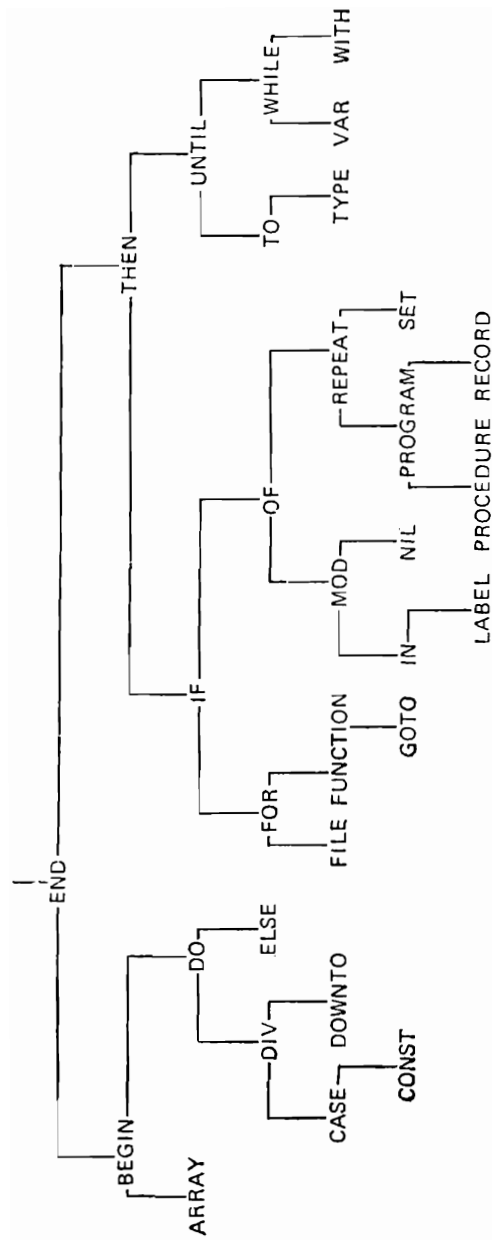 END
BEGIN THEN
ARRAY DO IF UNTIL
DIV ELSE FOR OF TO WHILE
CASE DOWNTO FILE FUNCTION MOD REPEAT TYPE VAR WITH
CONST GOTO IN NIL PROGRAM SET
LABEL PROCEDURE RECORD